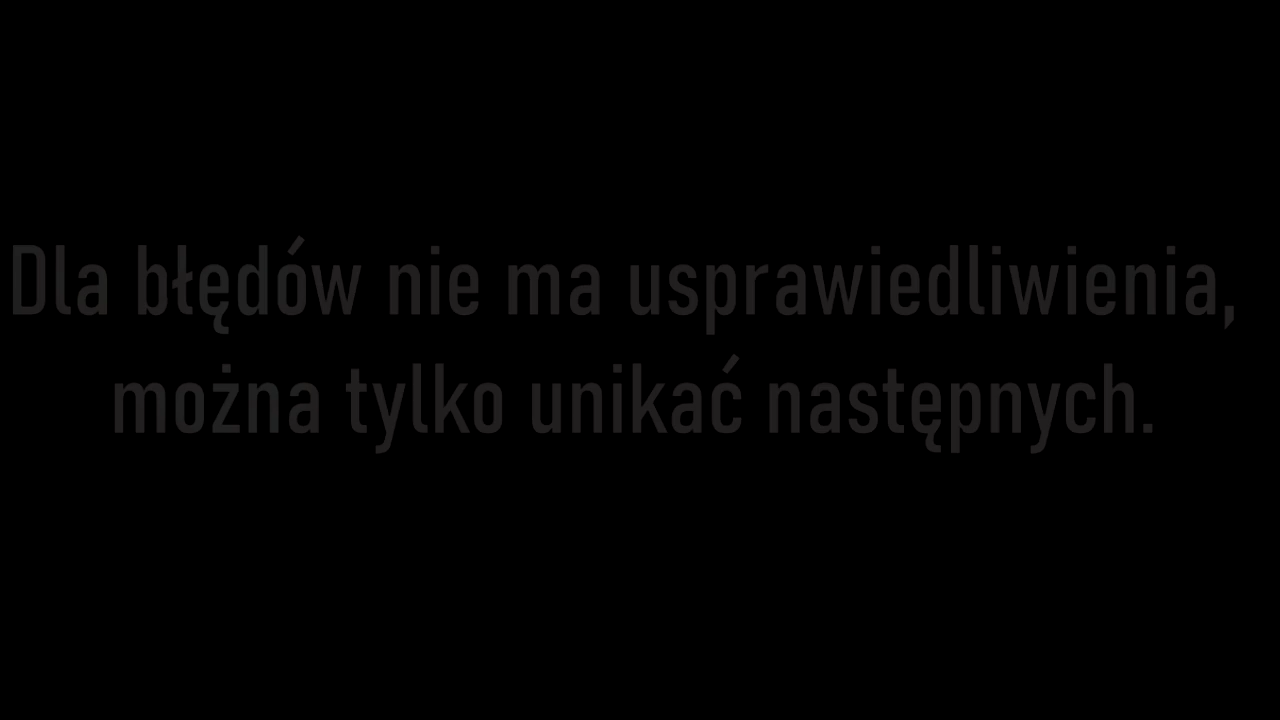 Dla błędów nie ma usprawiedliwienia,
można tylko unikać następnych.